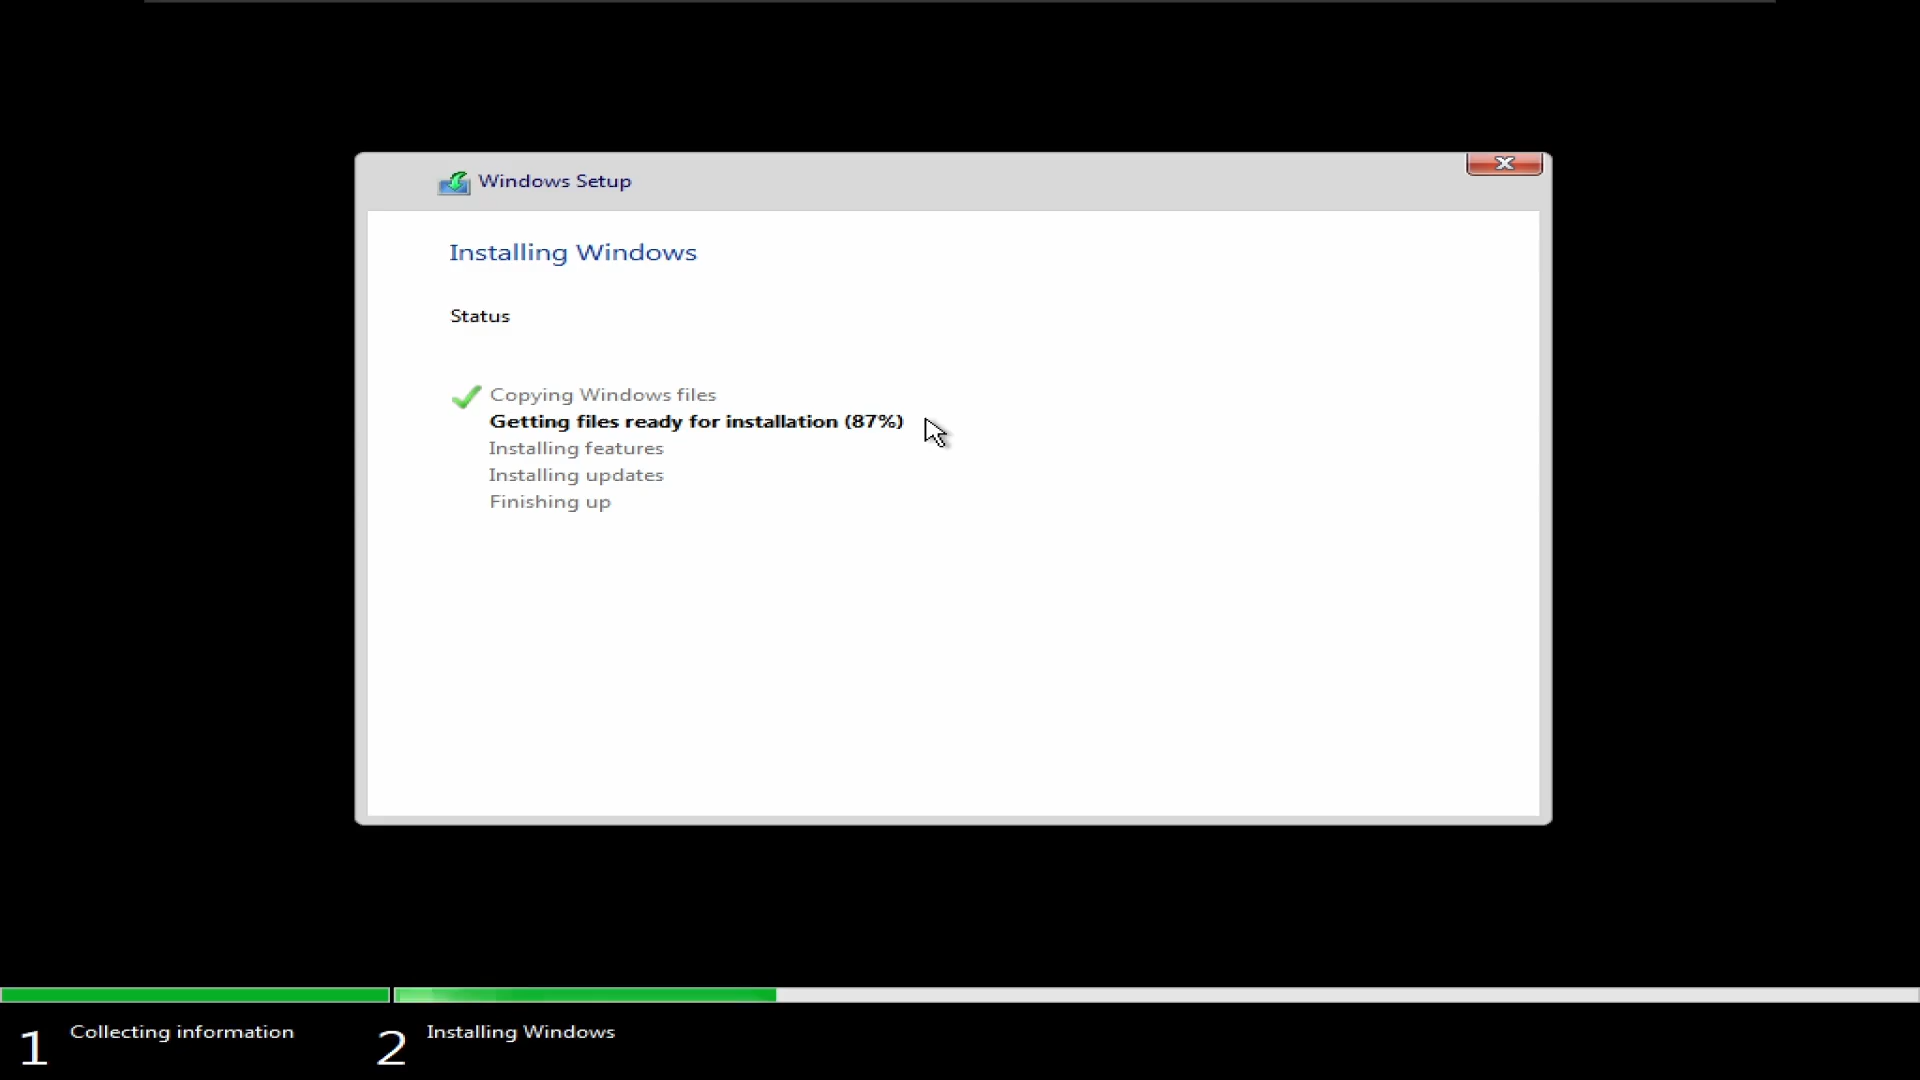 Windows Setup
Installing Windows
Status
Copying Windows files
Getting files ready for installation (87%)
Installing features
Installing updates
Finishing up
1 Collecting information
2 Installing Windows